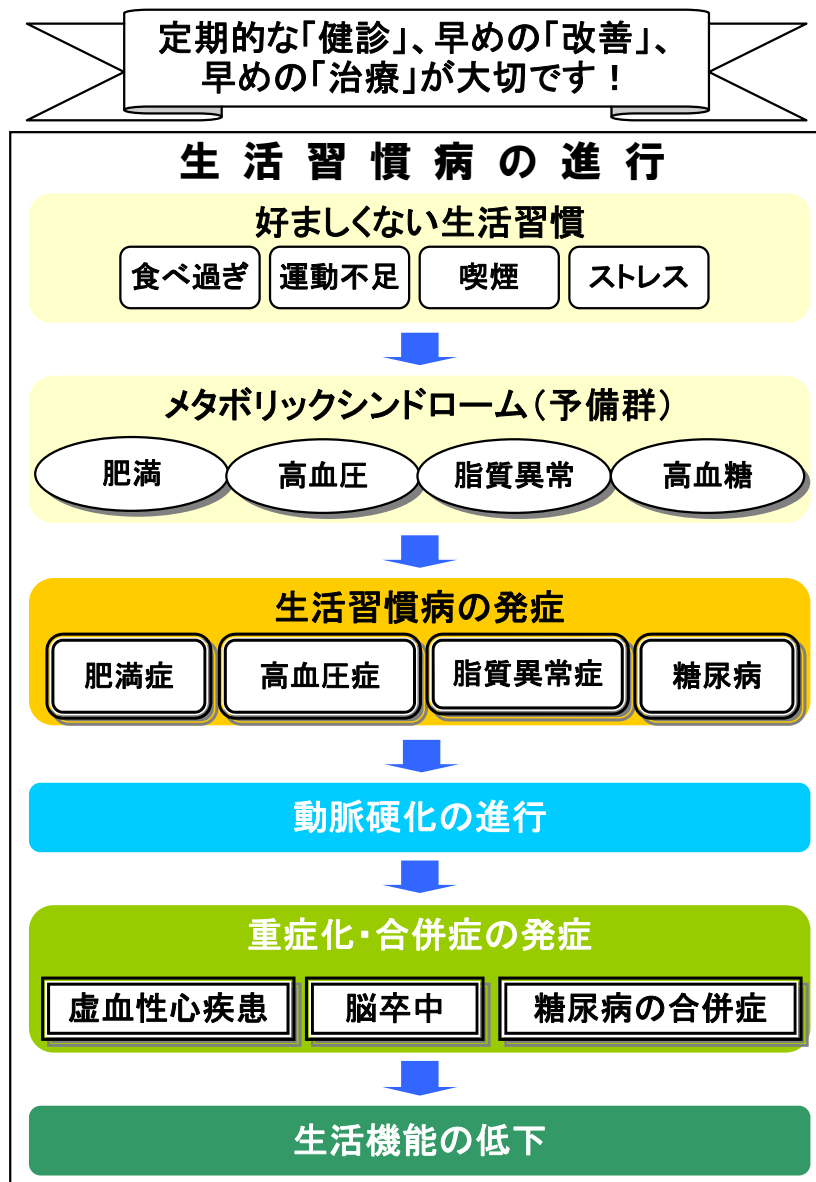 定期的な「健診」、早めの「改善」、
早めの「治療」が大切です！
生活習慣病の進行
好ましくない生活習慣
食べ過ぎ 運動不足 喫煙 ストレス
メタボリックシンドローム（予備群）
肥満 高血圧 脂質異常 高血糖
生活習慣病の発症
肥満症 高血圧症 脂質異常症 糖尿病
動脈硬化の進行
重症化・合併症の発症
虚血性心疾患 脳卒中 糖尿病の合併症
生活機能の低下